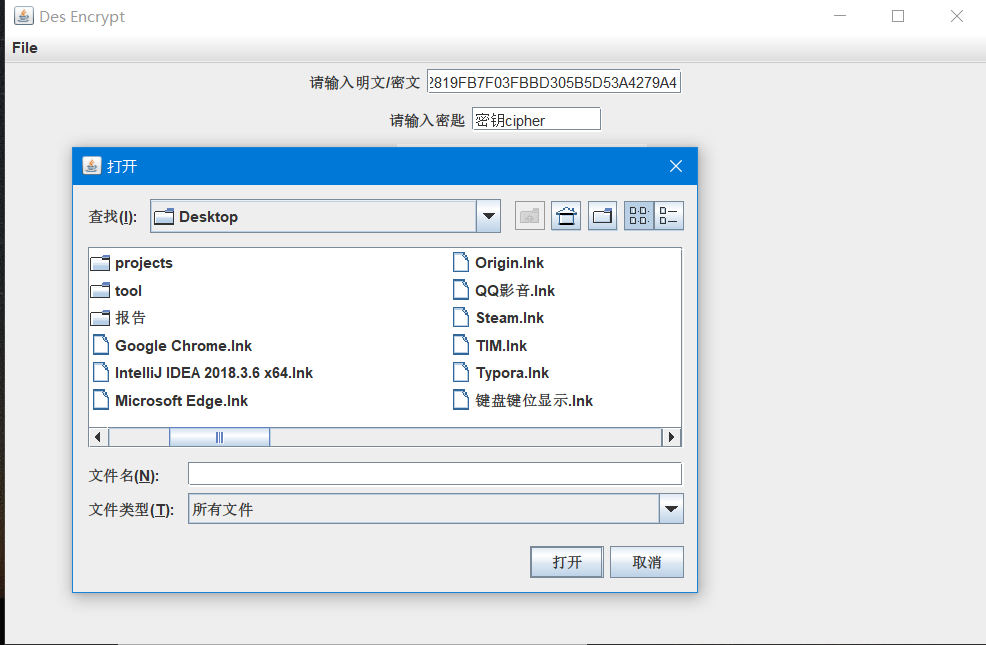 Des Encrypt
File
请输入明文/密文 2819FB7F03FBBD305B5D53A4279A4
请输入密匙 密钥cipher
打开
查找(I): Desktop
projects
tool
报告
Google Chrome.lnk
IntelliJ IDEA 2018.3.6 x64.lnk
Microsoft Edge.lnk
Origin.lnk
QQ影音.lnk
Steam.lnk
TIM.lnk
Typora.lnk
键盘键位显示.lnk
文件名(N):
文件类型(T): 所有文件
打开 取消